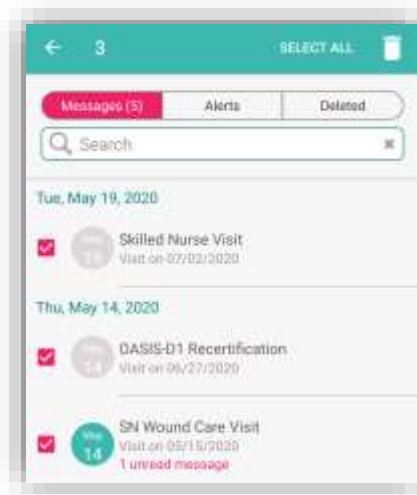 3 SELECT ALL
Messages (5) Alerts Deleted
Search
Tue, May 19, 2020
Skilled Nurse Visit
Visit on 07/02/2020
Thu, May 14, 2020
OASIS-D1 Recertification
14
Visit on 06/27/2020
SN Wound Care Visit
May
14
Visit on 05/15/2020
1 unread message